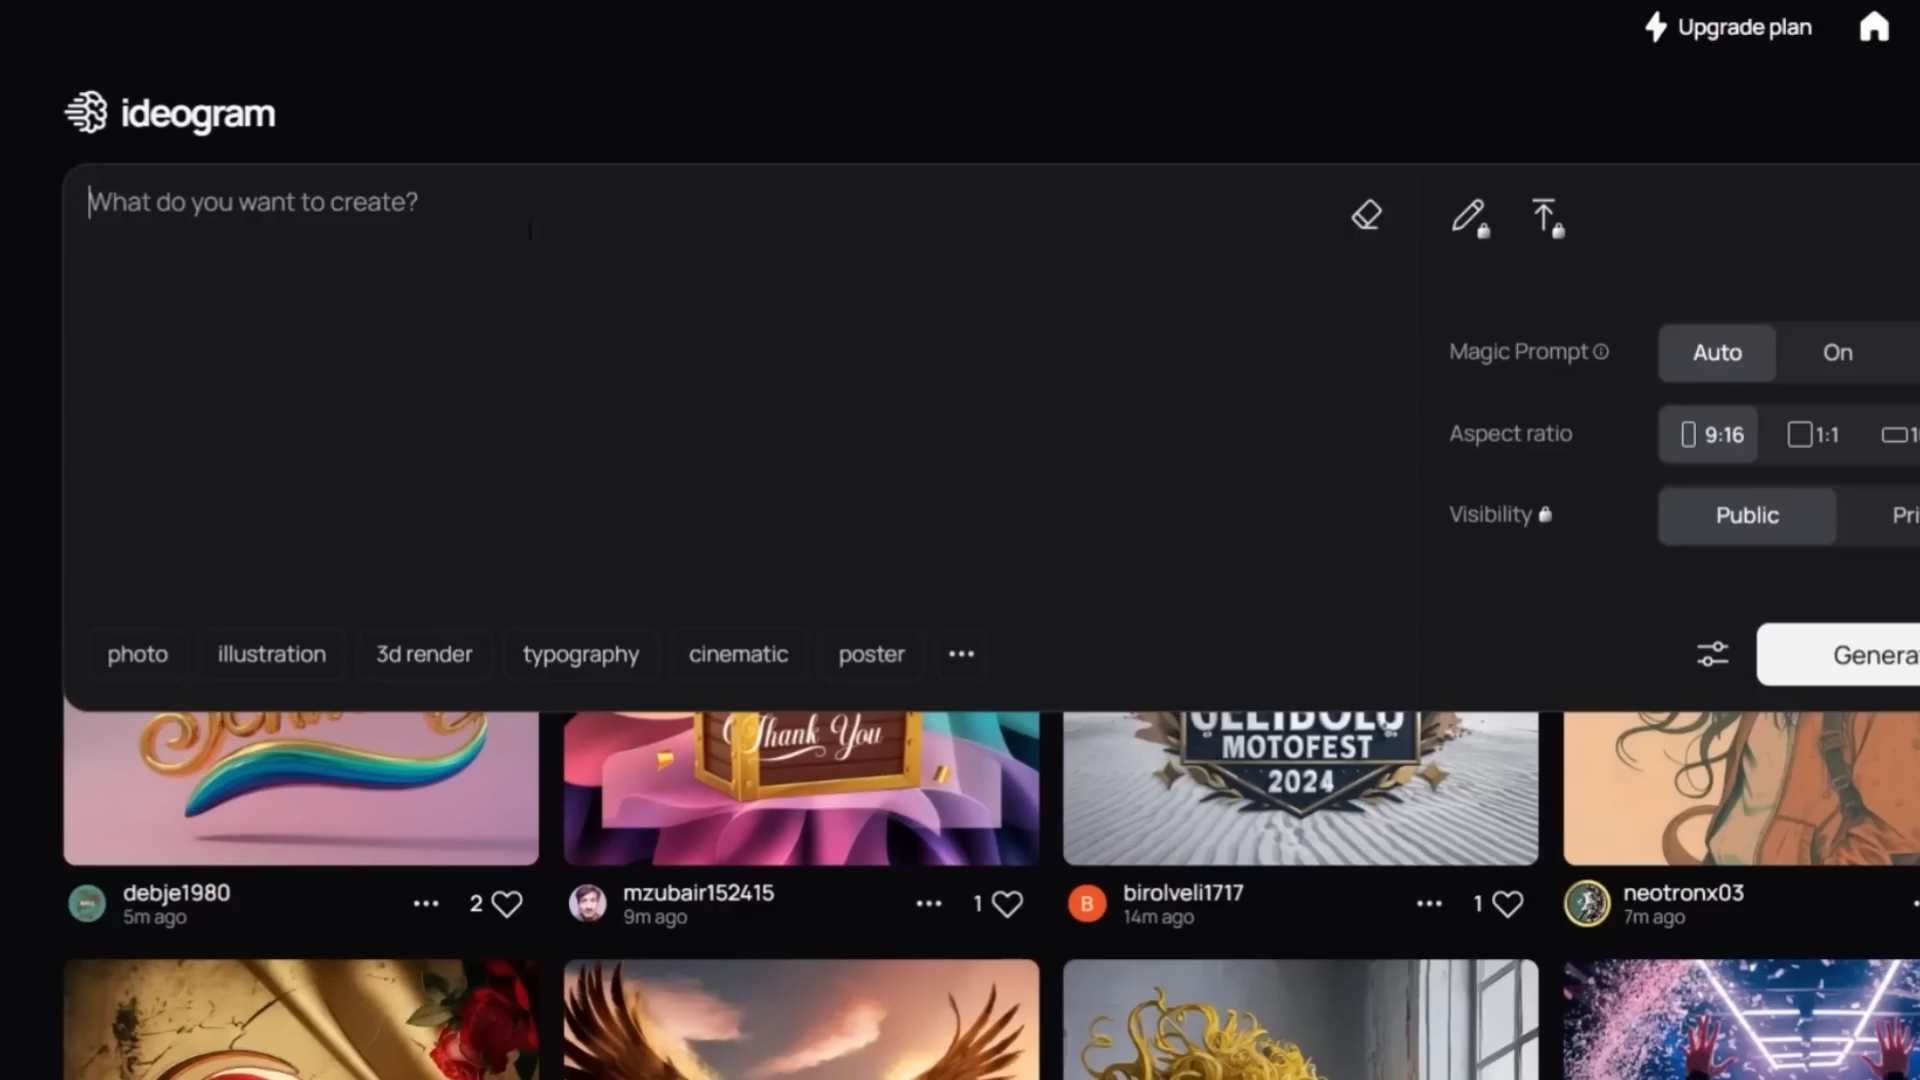 Upgrade plan
ideogram
What do you want to create?
Magic Prompt
Auto
On
Aspect ratio
9:16
1:1
Visibility
Public
photo
illustration
3d render
typography
cinematic
poster
Thank You
MOTOFEST
2024
debje1980
5m ago
2
mzubair152415
9m ago
1
B
birolveli1717
14m ago
1
neotronx03
7m ago